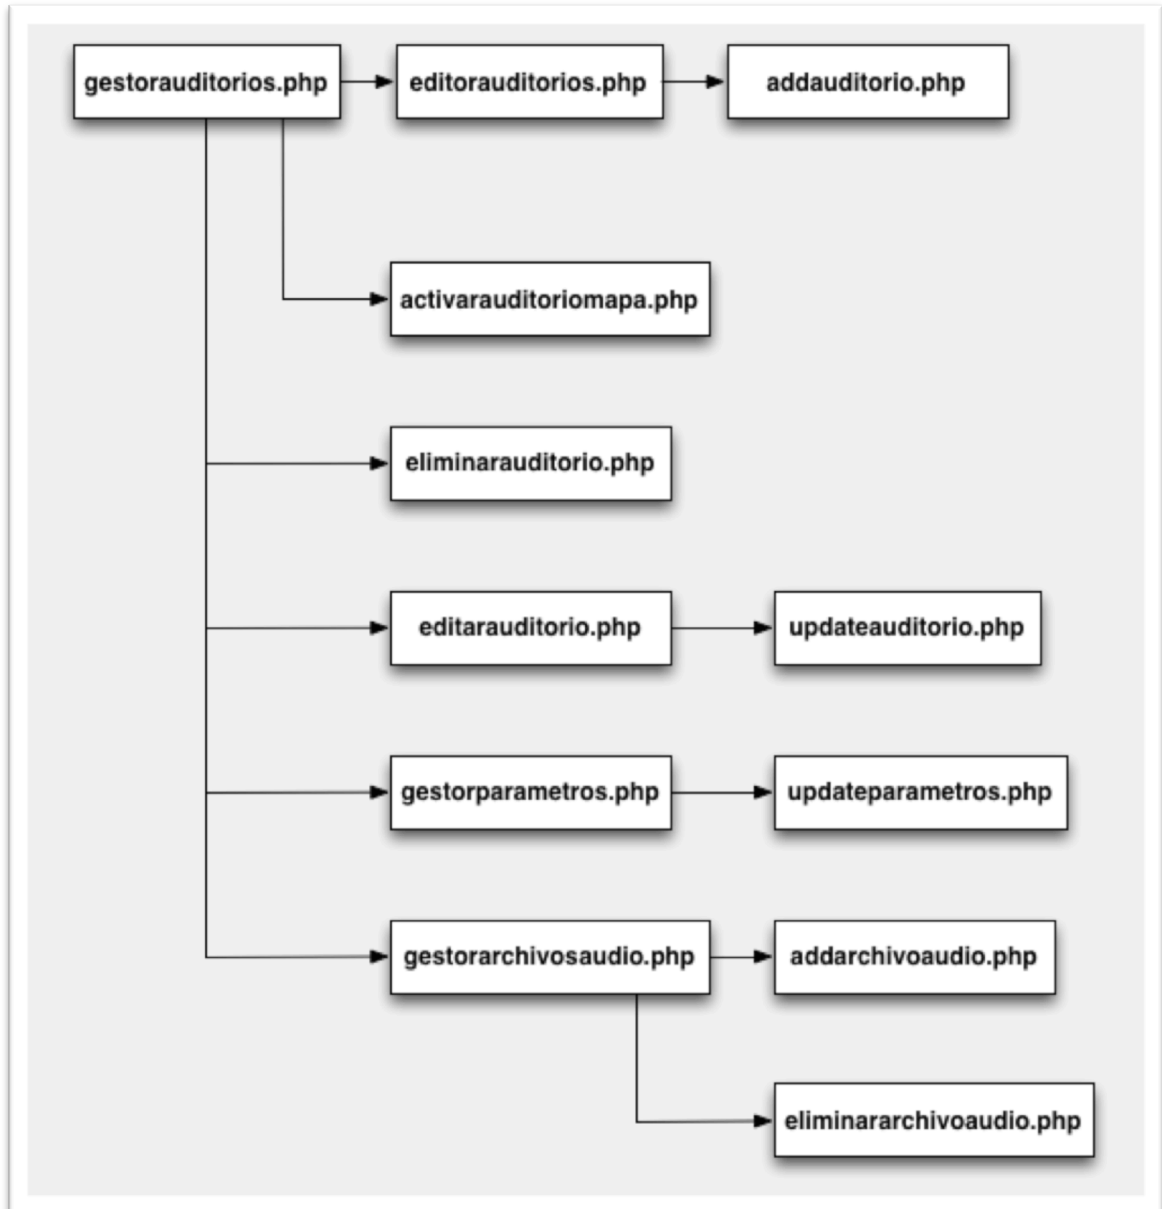 gestorauditorios.php
editorauditorios.php
addauditorio.php
activarauditoriomapa.php
eliminarauditorio.php
editarauditorio.php
updateauditorio.php
gestorparametros.php
updateparametros.php
gestorarchivosaudio.php
addarchivoaudio.php
eliminararchivoaudio.php